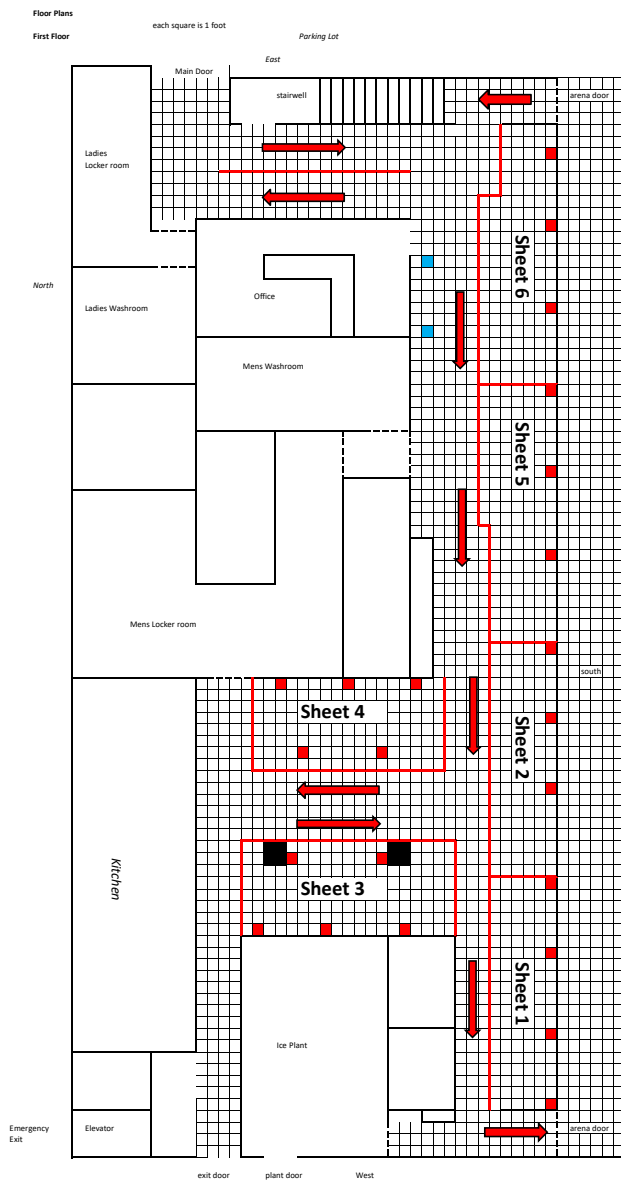 Floor Plans
each square is 1 foot
First Floor
Parking Lot
East
Main Door
stairwell
arena door
Ladies
Locker room
Sheet 6
North
Office
Ladies Washroom
Mens Washroom
Sheet 5
Mens Locker room
south
Sheet 4
Sheet 2
Kitchen
Sheet 3
Sheet 1
Ice Plant
Emergency
Exit
Elevator
arena door
exit door
plant door
West